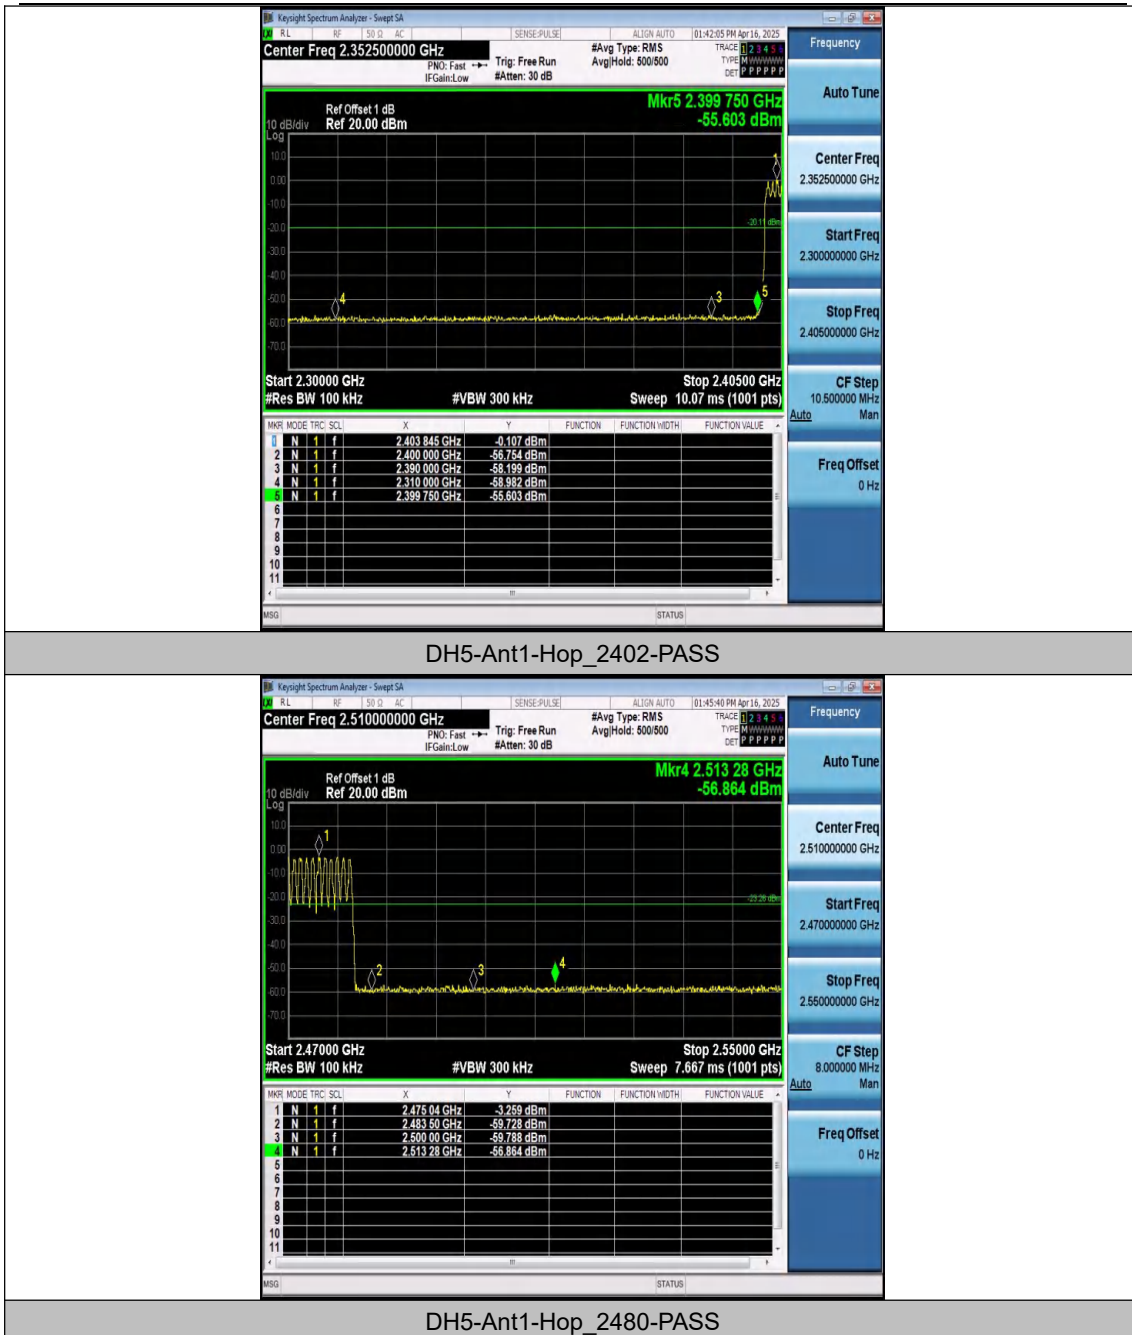 Keysight Spectrum Analyzer - Swept SA
RL RF 50 Ω AC SENSE:PULSE ALIGN AUTO 01:42:05 PM Apr 16, 2025
Center Freq 2.352500000 GHz #Avg Type: RMS TRACE 1 2 3 4 5 6
PNO: Fast Trig: Free Run Avg|Hold: 500/500 TYPE M WWWWW
IFGain:Low #Atten: 30 dB DET P P P P P P
Frequency
Auto Tune
Mkr5 2.399 750 GHz
Ref Offset 1 dB
10 dB/div Ref 20.00 dBm -55.603 dBm
Log
10.0
0.00
-10.0
-20.0
-30.0
-40.0
-50.0
-60.0
-70.0
1
-20.11 dBm
4
3
5
Start 2.30000 GHz Stop 2.40500 GHz
#Res BW 100 kHz #VBW 300 kHz Sweep 10.07 ms (1001 pts)
Center Freq
2.352500000 GHz
Start Freq
2.300000000 GHz
Stop Freq
2.405000000 GHz
CF Step
10.500000 MHz
Auto Man
Freq Offset
0 Hz
MKR MODE TRC SCL X Y FUNCTION FUNCTION WIDTH FUNCTION VALUE
1 N 1 f 2.403 845 GHz -0.107 dBm
2 N 1 f 2.400 000 GHz -56.754 dBm
3 N 1 f 2.390 000 GHz -58.199 dBm
4 N 1 f 2.310 000 GHz -58.982 dBm
5 N 1 f 2.399 750 GHz -55.603 dBm
6
7
8
9
10
11
MSG STATUS
DH5-Ant1-Hop_2402-PASS
Keysight Spectrum Analyzer - Swept SA
RL RF 50 Ω AC SENSE:PULSE ALIGN AUTO 01:45:40 PM Apr 16, 2025
Center Freq 2.510000000 GHz #Avg Type: RMS TRACE 1 2 3 4 5 6
PNO: Fast Trig: Free Run Avg|Hold: 500/500 TYPE M WWWWW
IFGain:Low #Atten: 30 dB DET P P P P P P
Frequency
Auto Tune
Mkr4 2.513 28 GHz
Ref Offset 1 dB
10 dB/div Ref 20.00 dBm -56.864 dBm
Log
10.0
0.00
-10.0
-20.0
-30.0
-40.0
-50.0
-60.0
-70.0
1
-23.26 dBm
2
3
4
Start 2.47000 GHz Stop 2.55000 GHz
#Res BW 100 kHz #VBW 300 kHz Sweep 7.667 ms (1001 pts)
Center Freq
2.510000000 GHz
Start Freq
2.470000000 GHz
Stop Freq
2.550000000 GHz
CF Step
8.000000 MHz
Auto Man
Freq Offset
0 Hz
MKR MODE TRC SCL X Y FUNCTION FUNCTION WIDTH FUNCTION VALUE
1 N 1 f 2.475 04 GHz -3.259 dBm
2 N 1 f 2.483 50 GHz -59.728 dBm
3 N 1 f 2.500 00 GHz -59.788 dBm
4 N 1 f 2.513 28 GHz -56.864 dBm
5
6
7
8
9
10
11
MSG STATUS
DH5-Ant1-Hop_2480-PASS